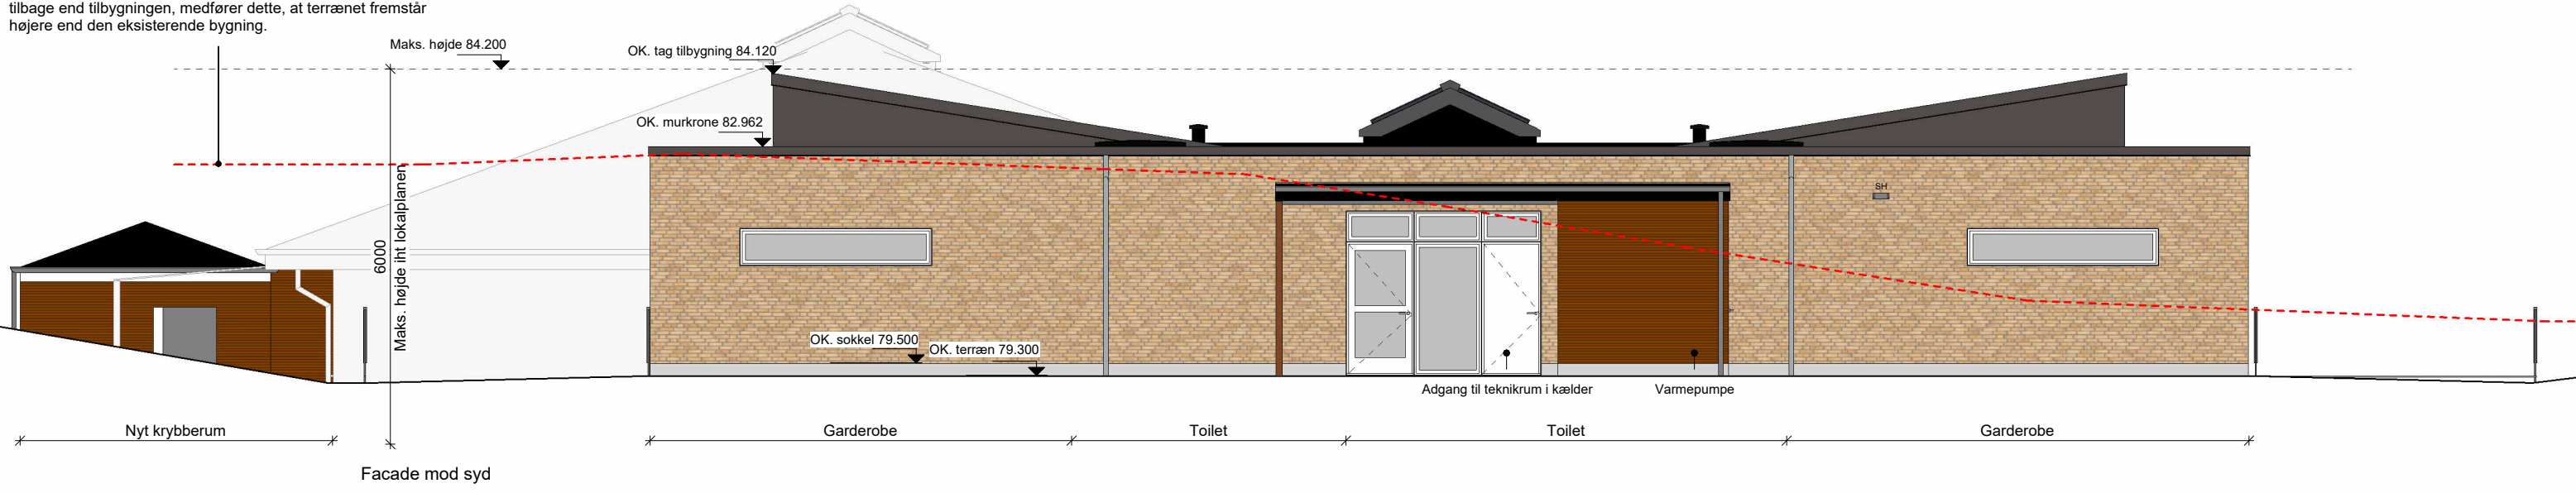 tilbage end tilbygningen, medfører dette, at terrænet fremstår
højere end den eksisterende bygning.
Maks. højde 84.200
OK. tag tilbygning 84.120
OK. murkrone 82.962
SH
6000
Maks. højde iht lokalplanen
OK. sokkel 79.500
OK. terræn 79.300
Adgang til teknikrum i kælder
Varmepumpe
Nyt krybberum
Garderobe
Toilet
Toilet
Garderobe
Facade mod syd